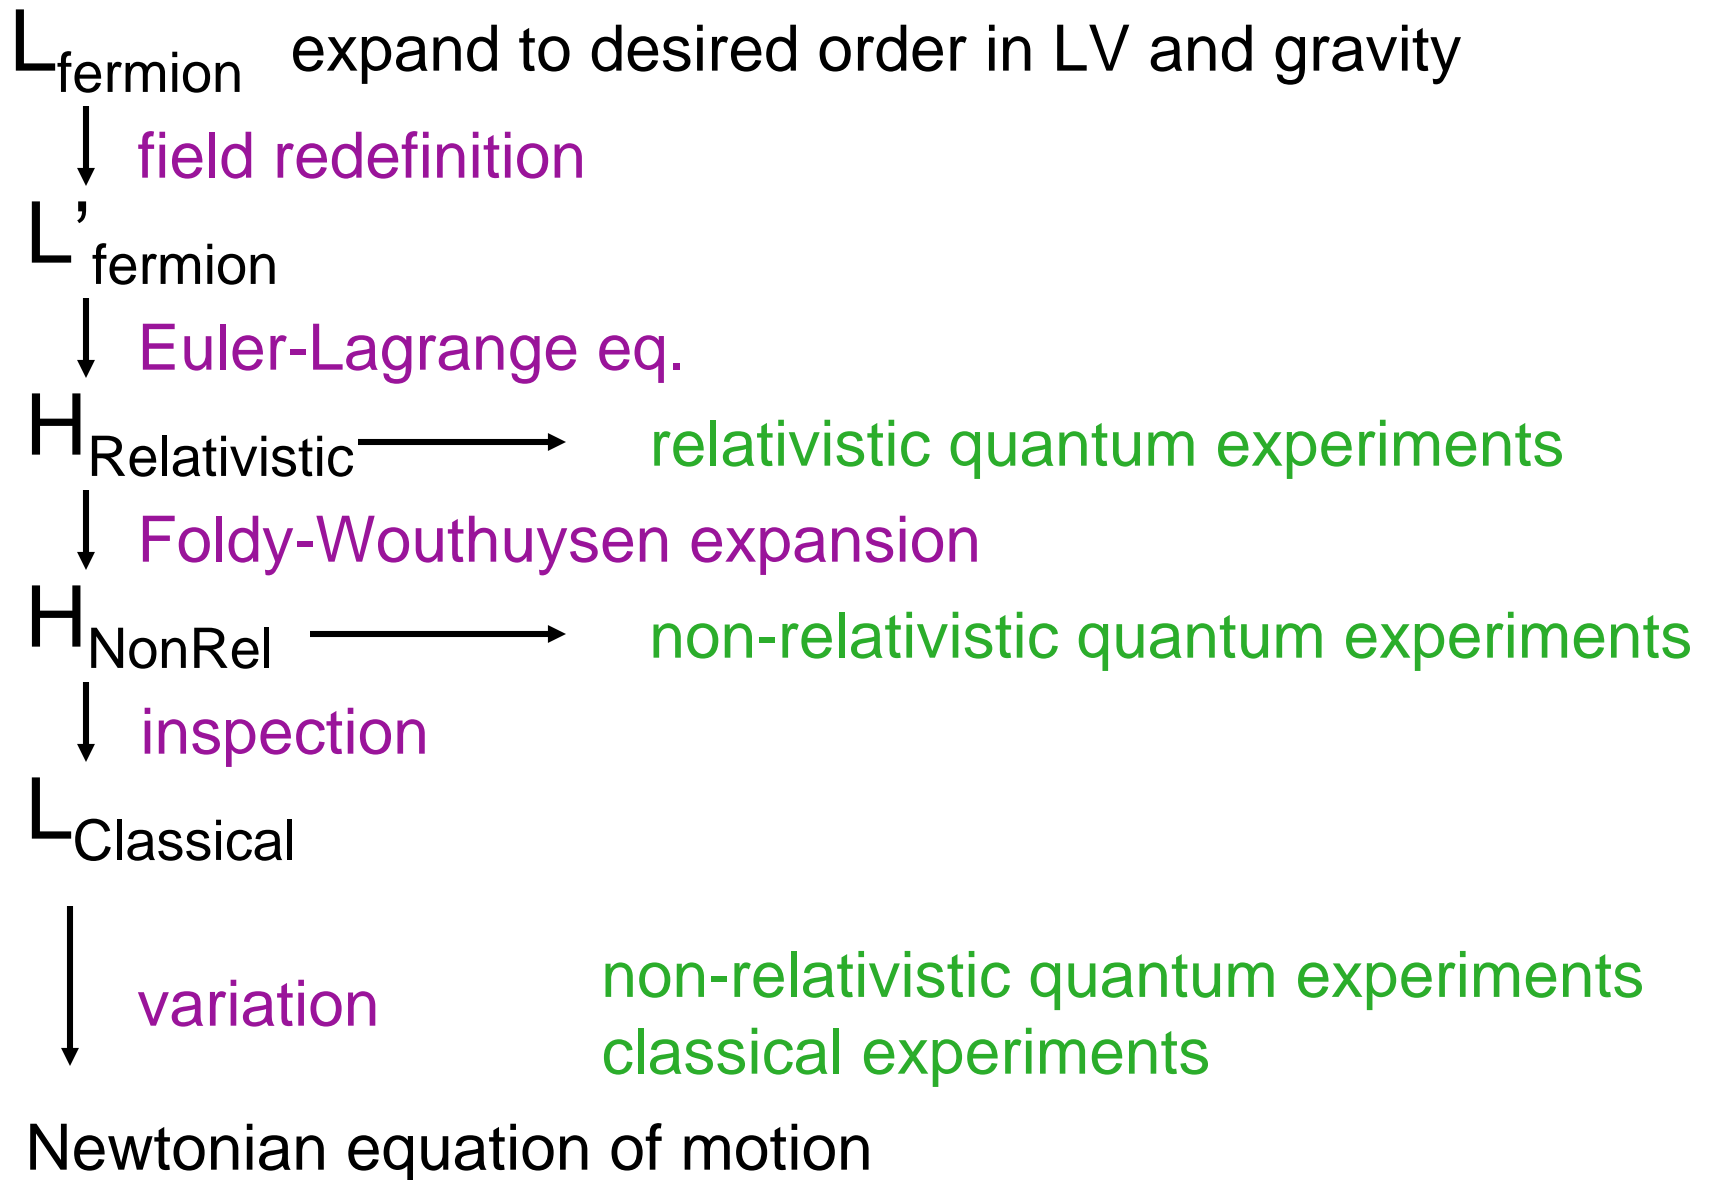 Lfermion expand to desired order in LV and gravity
field redefinition
L’fermion
Euler-Lagrange eq.
HRelativistic relativistic quantum experiments
Foldy-Wouthuysen expansion
HNonRel non-relativistic quantum experiments
inspection
LClassical
non-relativistic quantum experiments
variation
classical experiments
Newtonian equation of motion